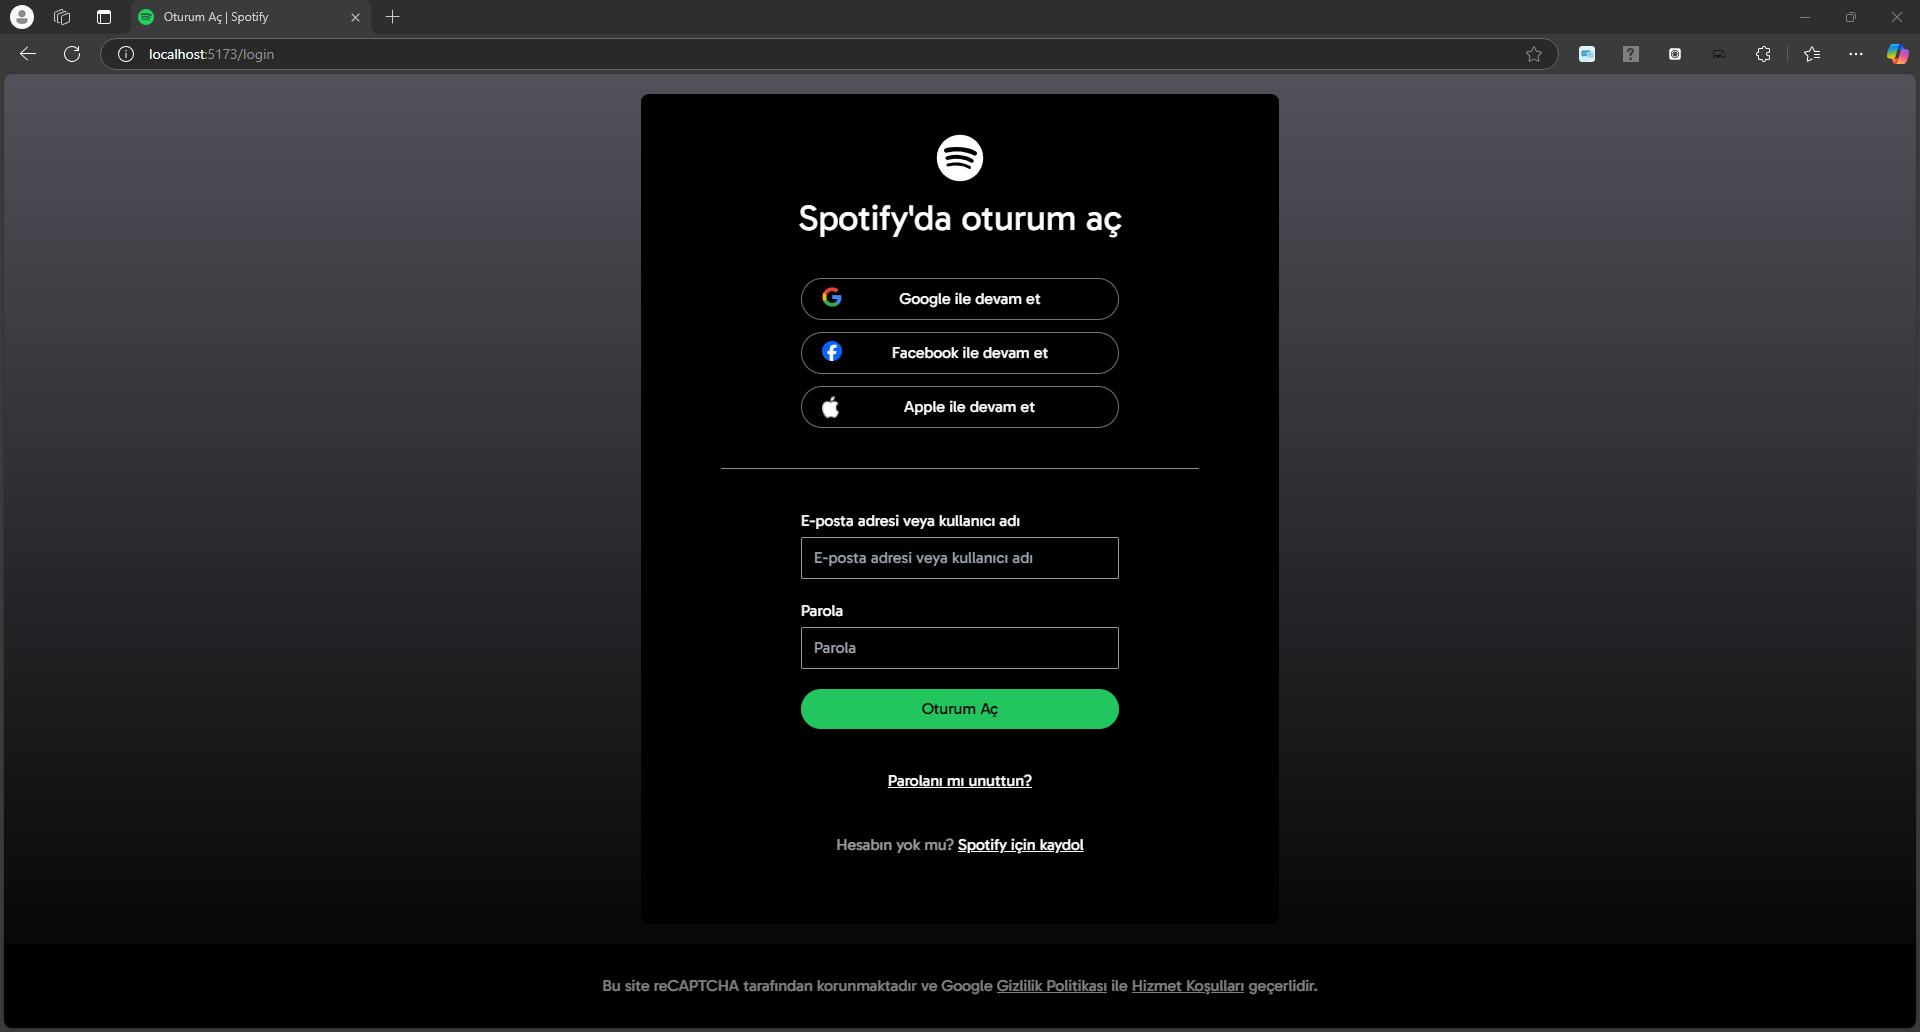 Oturum Aç | Spotify
localhost:5173/login
Spotify'da oturum aç
Google ile devam et
Facebook ile devam et
Apple ile devam et
E-posta adresi veya kullanıcı adı
E-posta adresi veya kullanıcı adı
Parola
Parola
Oturum Aç
Parolanı mı unuttun?
Hesabın yok mu? Spotify için kaydol
Bu site reCAPTCHA tarafından korunmaktadır ve Google Gizlilik Politikası ile Hizmet Koşulları geçerlidir.